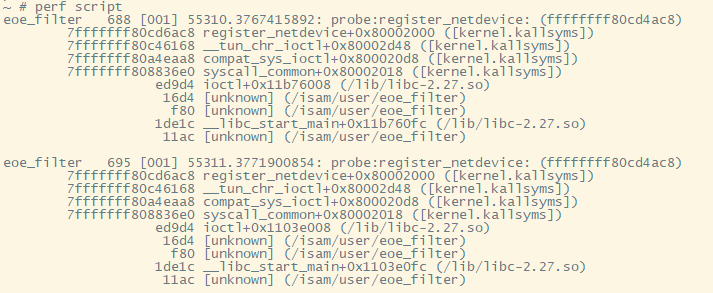 ~ # perf script
eoe_filter   688 [001] 55310.3767415892: probe:register_netdevice: (ffffffff80cd4ac8)
        7fffffff80cd6ac8 register_netdevice+0x80002000 ([kernel.kallsyms])
        7fffffff80c46168 __tun_chr_ioctl+0x80002d48 ([kernel.kallsyms])
        7fffffff80a4eaa8 compat_sys_ioctl+0x800020d8 ([kernel.kallsyms])
        7fffffff808836e0 syscall_common+0x80002018 ([kernel.kallsyms])
                   ed9d4 ioctl+0x11b76008 (/lib/libc-2.27.so)
                    16d4 [unknown] (/isam/user/eoe_filter)
                     f80 [unknown] (/isam/user/eoe_filter)
                   1de1c __libc_start_main+0x11b760fc (/lib/libc-2.27.so)
                    11ac [unknown] (/isam/user/eoe_filter)

eoe_filter   695 [001] 55311.3771900854: probe:register_netdevice: (ffffffff80cd4ac8)
        7fffffff80cd6ac8 register_netdevice+0x80002000 ([kernel.kallsyms])
        7fffffff80c46168 __tun_chr_ioctl+0x80002d48 ([kernel.kallsyms])
        7fffffff80a4eaa8 compat_sys_ioctl+0x800020d8 ([kernel.kallsyms])
        7fffffff808836e0 syscall_common+0x80002018 ([kernel.kallsyms])
                   ed9d4 ioctl+0x1103e008 (/lib/libc-2.27.so)
                    16d4 [unknown] (/isam/user/eoe_filter)
                     f80 [unknown] (/isam/user/eoe_filter)
                   1de1c __libc_start_main+0x1103e0fc (/lib/libc-2.27.so)
                    11ac [unknown] (/isam/user/eoe_filter)